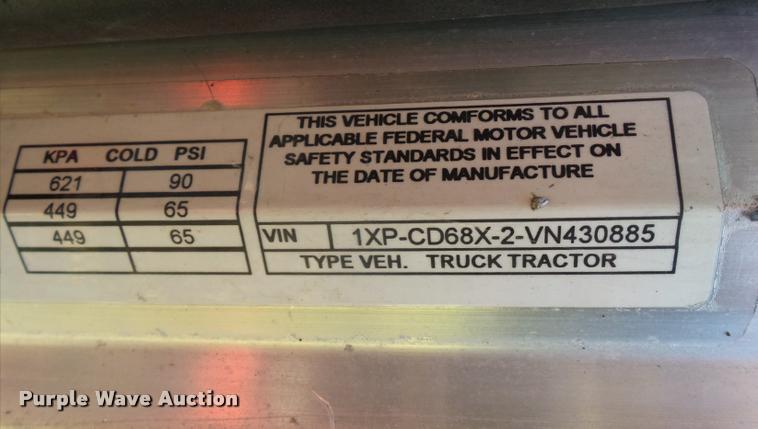 KPA COLD PSI
621 90
449 65
449 65
THIS VEHICLE COMFORMS TO ALL
APPLICABLE FEDERAL MOTOR VEHICLE
SAFETY STANDARDS IN EFFECT ON
THE DATE OF MANUFACTURE
VIN 1XP-CD68X-2-VN430885
TYPE VEH. TRUCK TRACTOR
Purple Wave Auction